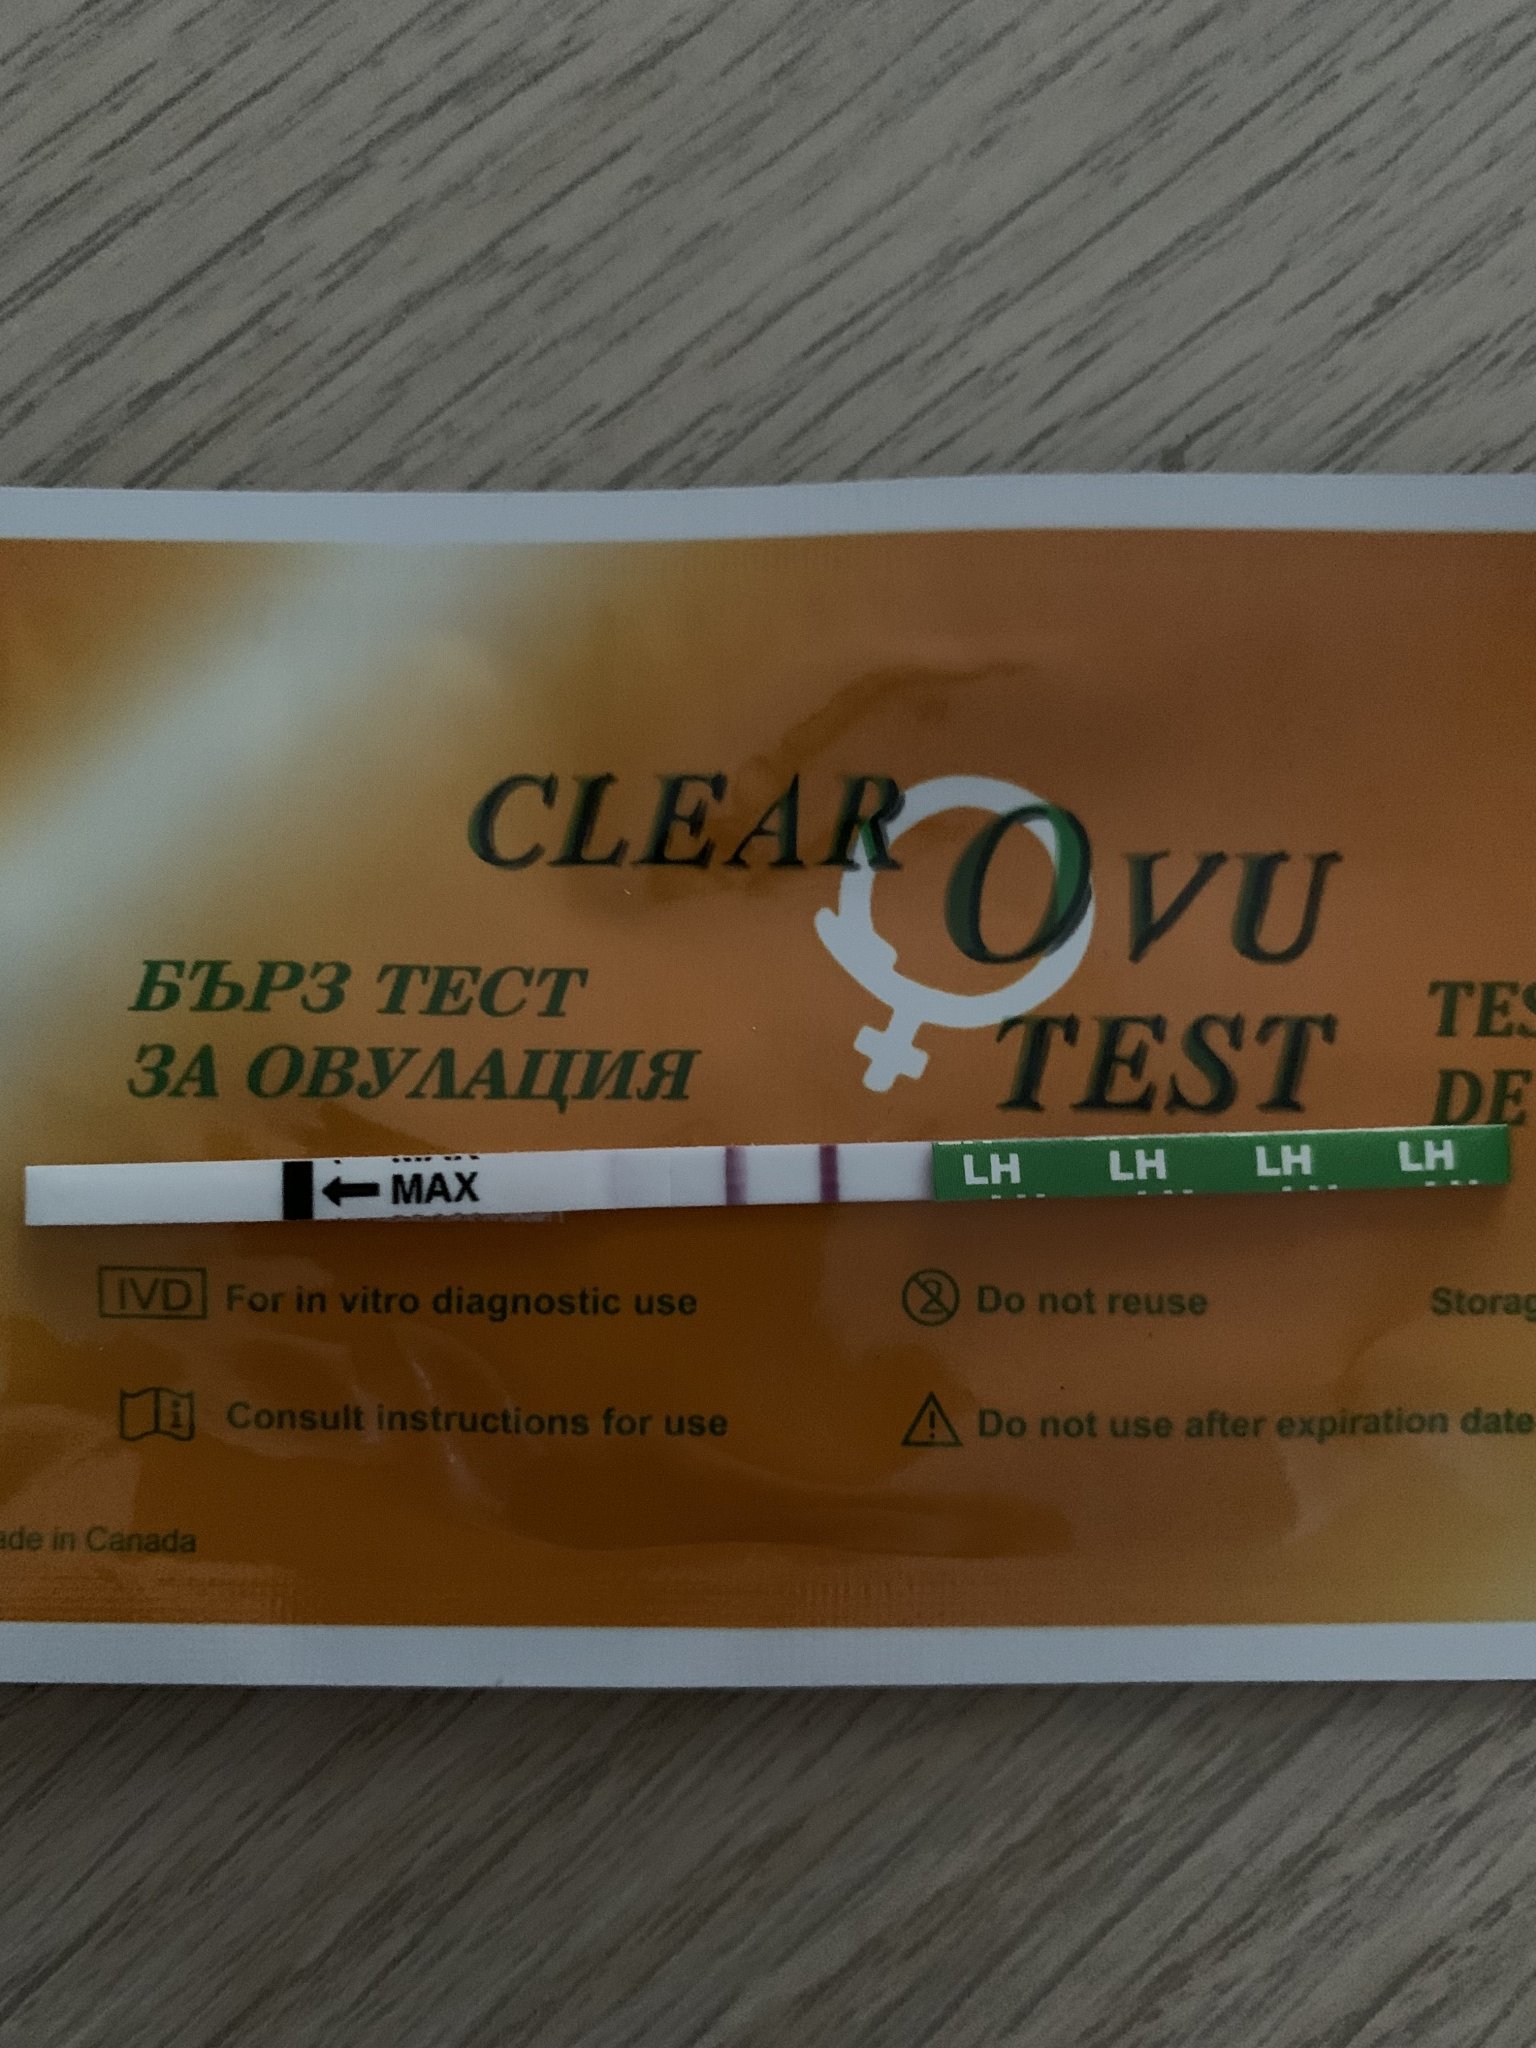 CLEAR
OVU
TEST
БЪРЗ ТЕСТ
ЗА ОВУЛАЦИЯ
DE
MAX
LH LH LH LH
IVD For in vitro diagnostic use
Do not reuse
Consult instructions for use
Do not use after expiration date
in Canada